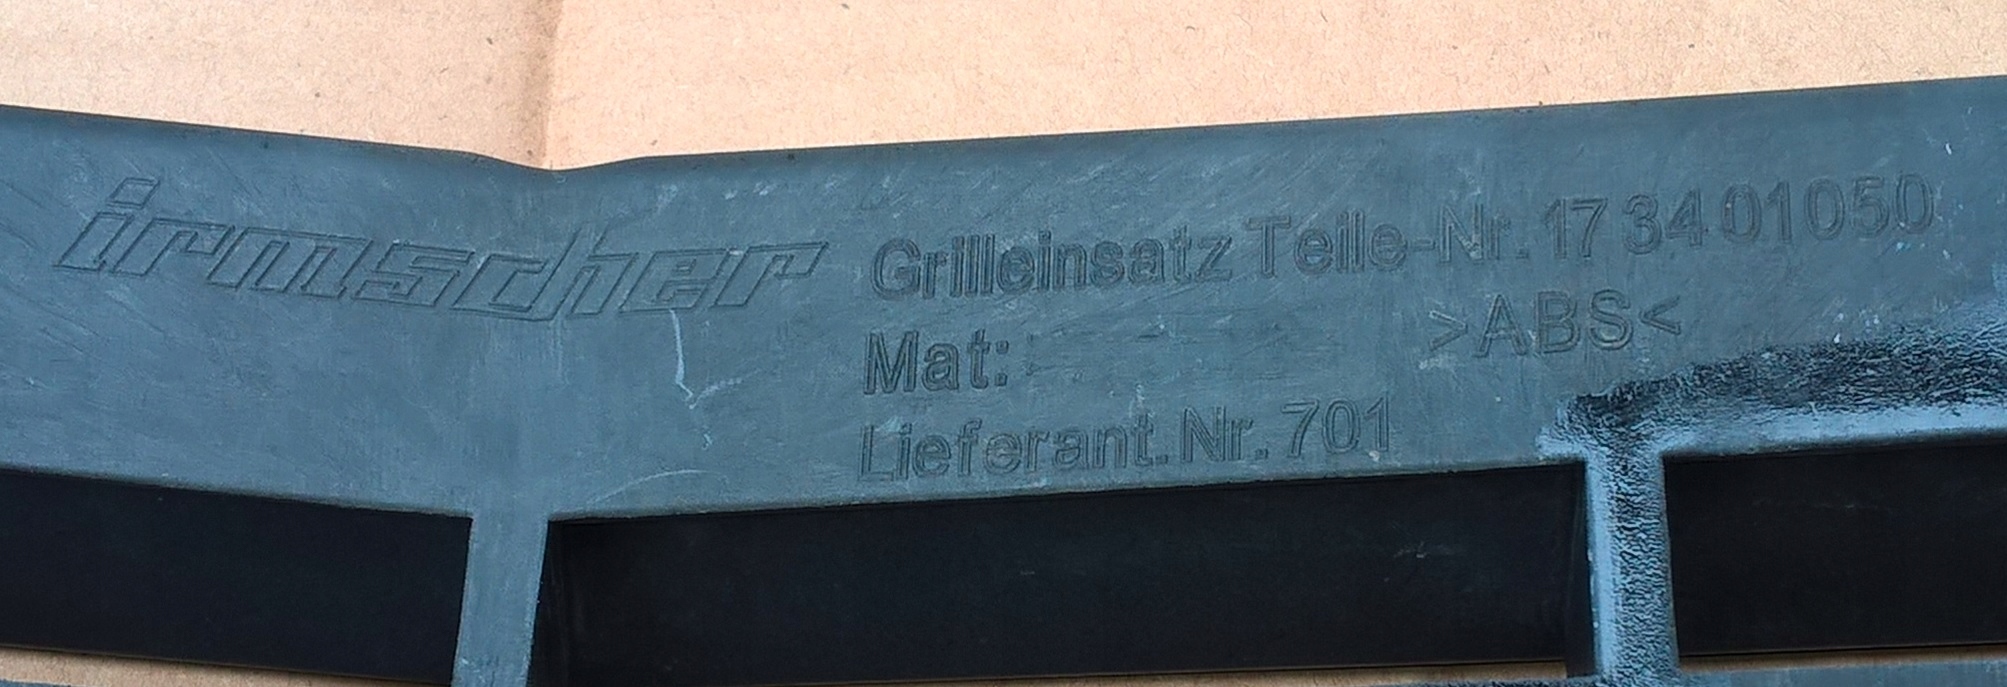 irmscher
Grilleinsatz Teile-Nr. 17 34 01050
Mat: >ABS<
Lieferant. Nr. 701